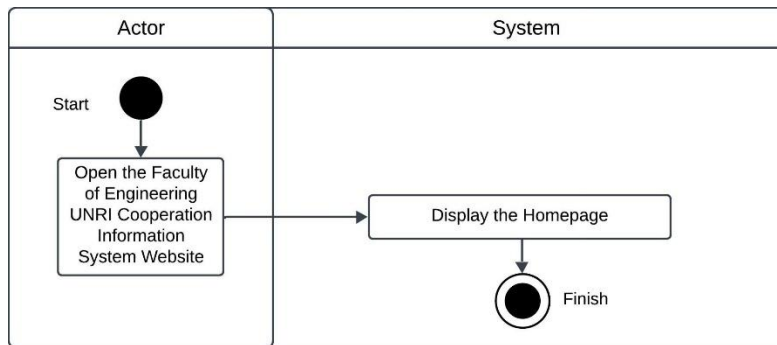 Actor
System
Start
Open the Faculty
of Engineering
UNRI Cooperation
Information
System Website
Display the Homepage
Finish